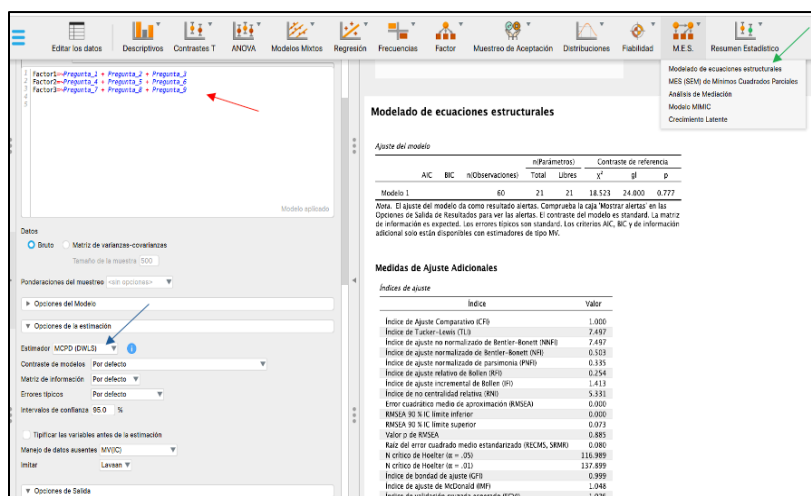 Editar los datos
Descriptivos
Contrastes T
ANOVA
Modelos Mixtos
Regresión
Frecuencias
Factor
Muestreo de Aceptación
Distribuciones
Fiabilidad
M.E.S.
Resumen Estadístico
Modelado de ecuaciones estructurales
MES (SEM) de Mínimos Cuadrados Parciales
Análisis de Mediación
Modelo MIMIC
Crecimiento Latente
1 Factor1=~Pregunta_1 + Pregunta_2 + Pregunta_3
2 Factor2=~Pregunta_4 + Pregunta_5 + Pregunta_6
3 Factor3=~Pregunta_7 + Pregunta_8 + Pregunta_9
4
5
Modelo aplicado
Datos
Bruto Matriz de varianzas-covarianzas
Tamaño de la muestra 500
Ponderaciones del muestreo <sin opciones>
Opciones del Modelo
Opciones de la estimación
Estimador MCPD (DWLS)
Contraste de modelos Por defecto
Matriz de información Por defecto
Errores típicos Por defecto
Intervalos de confianza 95.0 %
Tipificar las variables antes de la estimación
Manejo de datos ausentes MV(IC)
Imitar Lavaan
Opciones de Salida
Modelado de ecuaciones estructurales
Ajuste del modelo
n(Parámetros) Contraste de referencia
AIC BIC n(Observaciones) Total Libres χ² gl p
Modelo 1 60 21 21 18.523 24.000 0.777
Nota. El ajuste del modelo da como resultado alertas. Comprueba la caja 'Mostrar alertas' en las
Opciones de Salida de Resultados para ver las alertas. El contraste del modelo es standard. La matriz
de información es expected. Los errores típicos son standard. Los criterios AIC, BIC y de información
adicional solo están disponibles con estimadores de tipo MV.
Medidas de Ajuste Adicionales
Índices de ajuste
Índice Valor
Índice de Ajuste Comparativo (CFI) 1.000
Índice de Tucker-Lewis (TLI) 7.497
Índice de ajuste no normalizado de Bentler-Bonett (NNFI) 7.497
Índice de ajuste normalizado de Bentler-Bonett (NFI) 0.503
Índice de ajuste normalizado de parsimonia (PNFI) 0.335
Índice de ajuste relativo de Bollen (RFI) 0.254
Índice de ajuste incremental de Bollen (IFI) 1.413
Índice de no centralidad relativa (RNI) 5.331
Error cuadrático medio de aproximación (RMSEA) 0.000
RMSEA 90 % IC límite inferior 0.000
RMSEA 90 % IC límite superior 0.073
Valor p de RMSEA 0.885
Raíz del error cuadrado medio estandarizado (RECMS, SRMR) 0.080
N crítico de Hoelter (α = .05) 116.989
N crítico de Hoelter (α = .01) 137.899
Índice de bondad de ajuste (GFI) 0.999
Índice de ajuste de McDonald (MFI) 1.048